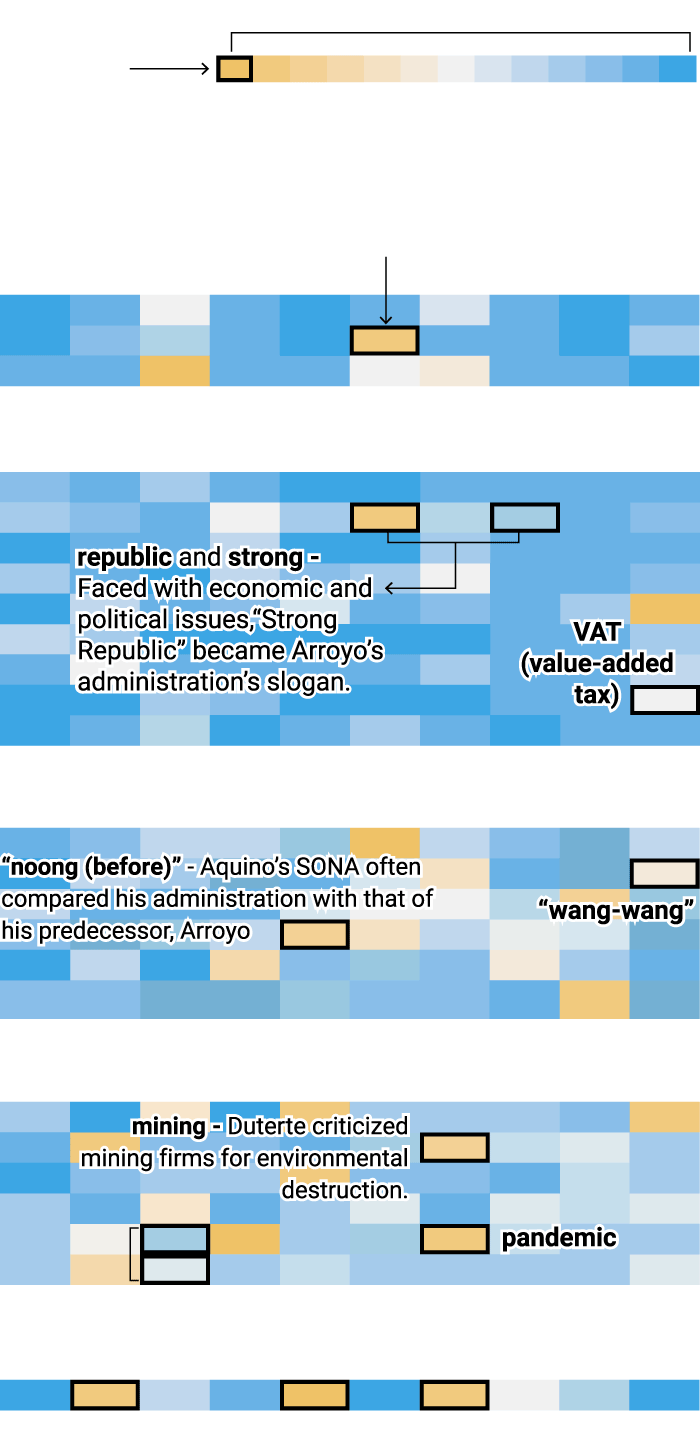 republic and strong -
Faced with economic and
political issues,“Strong
Republic” became Arroyo’s
administration’s slogan.
VAT
(value-added
tax)
“noong (before)” - Aquino’s SONA often
compared his administration with that of
his predecessor, Arroyo
“wang-wang”
mining - Duterte criticized
mining firms for environmental
destruction.
pandemic